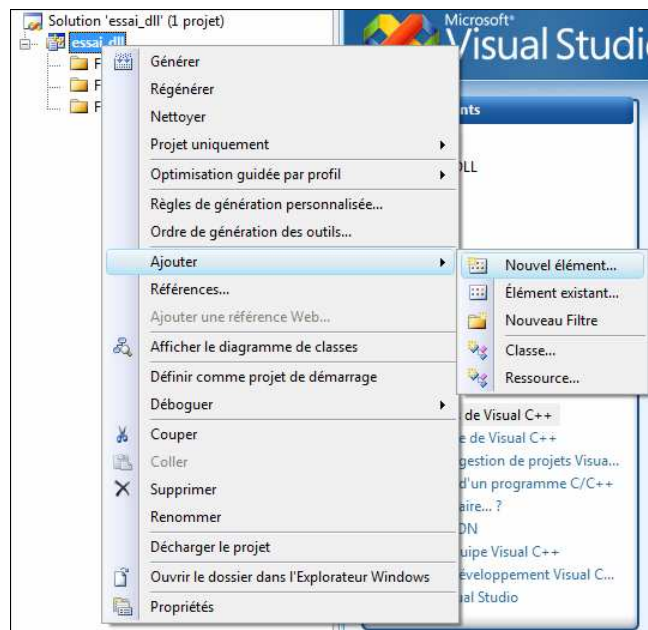 Solution 'essai_dll' (1 projet)
essai_dll
F
F
F
Microsoft®
Visual Studi
nts
DLL
Générer
Régénérer
Nettoyer
Projet uniquement
Optimisation guidée par profil
Règles de génération personnalisée...
Ordre de génération des outils...
Ajouter
Références...
Ajouter une référence Web...
Afficher le diagramme de classes
Définir comme projet de démarrage
Déboguer
Couper
Coller
Supprimer
Renommer
Décharger le projet
Ouvrir le dossier dans l'Explorateur Windows
Propriétés
Nouvel élément...
Élément existant...
Nouveau Filtre
Classe...
Ressource...
de Visual C++
e de Visual C++
gestion de projets Visua...
d'un programme C/C++
aire... ?
DN
uipe Visual C++
éveloppement Visual C...
al Studio